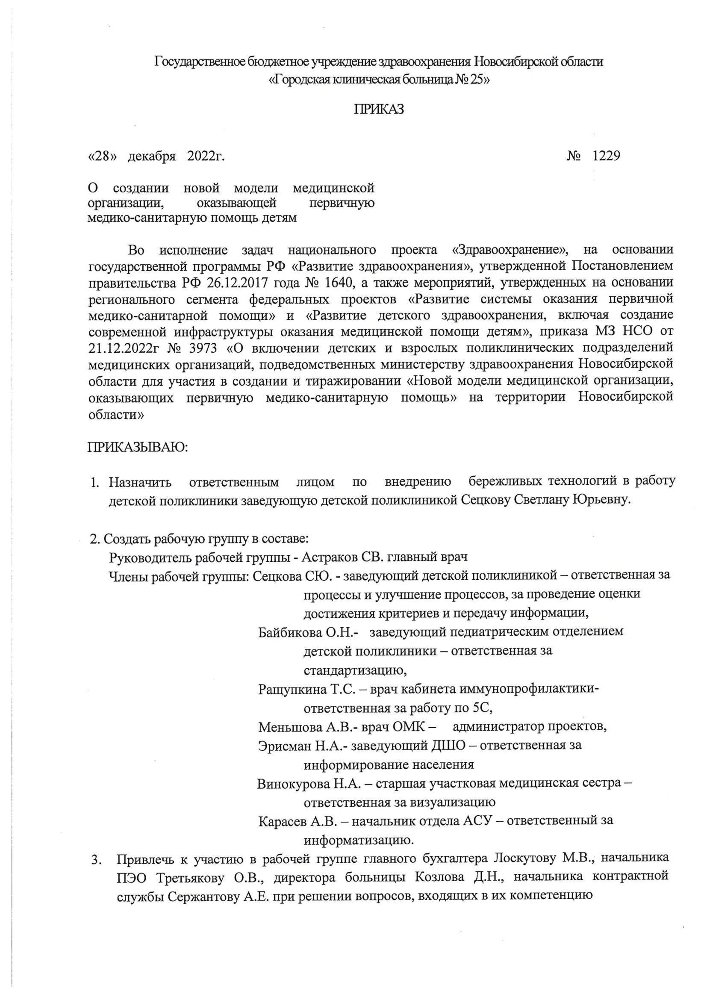 Государственное бюджетное учреждение здравоохранения Новосибирской области
«Городская клиническая больница № 25»
ПРИКАЗ
«28» декабря 2022г. № 1229
О создании новой модели медицинской
организации, оказывающей первичную
медико-санитарную помощь детям
Во исполнение задач национального проекта «Здравоохранение», на основании
государственной программы РФ «Развитие здравоохранения», утвержденной Постановлением
правительства РФ 26.12.2017 года № 1640, а также мероприятий, утвержденных на основании
регионального сегмента федеральных проектов «Развитие системы оказания первичной
медико-санитарной помощи» и «Развитие детского здравоохранения, включая создание
современной инфраструктуры оказания медицинской помощи детям», приказа МЗ НСО от
21.12.2022г № 3973 «О включении детских и взрослых поликлинических подразделений
медицинских организаций, подведомственных министерству здравоохранения Новосибирской
области для участия в создании и тиражировании «Новой модели медицинской организации,
оказывающих первичную медико-санитарную помощь» на территории Новосибирской
области»
ПРИКАЗЫВАЮ:
1. Назначить ответственным лицом по внедрению бережливых технологий в работу
детской поликлиники заведующую детской поликлиникой Сецкову Светлану Юрьевну.
2. Создать рабочую группу в составе:
Руководитель рабочей группы - Астраков СВ. главный врач
Члены рабочей группы: Сецкова СЮ. - заведующий детской поликлиникой – ответственная за
процессы и улучшение процессов, за проведение оценки
достижения критериев и передачу информации,
Байбикова О.Н.- заведующий педиатрическим отделением
детской поликлиники – ответственная за
стандартизацию,
Ращупкина Т.С. – врач кабинета иммунопрофилактики-
ответственная за работу по 5С,
Меньшова А.В.- врач ОМК – администратор проектов,
Эрисман Н.А.- заведующий ДШО – ответственная за
информирование населения
Винокурова Н.А. – старшая участковая медицинская сестра –
ответственная за визуализацию
Карасев А.В. – начальник отдела АСУ – ответственный за
информатизацию.
3. Привлечь к участию в рабочей группе главного бухгалтера Лоскутову М.В., начальника
ПЭО Третьякову О.В., директора больницы Козлова Д.Н., начальника контрактной
службы Сержантову А.Е. при решении вопросов, входящих в их компетенцию